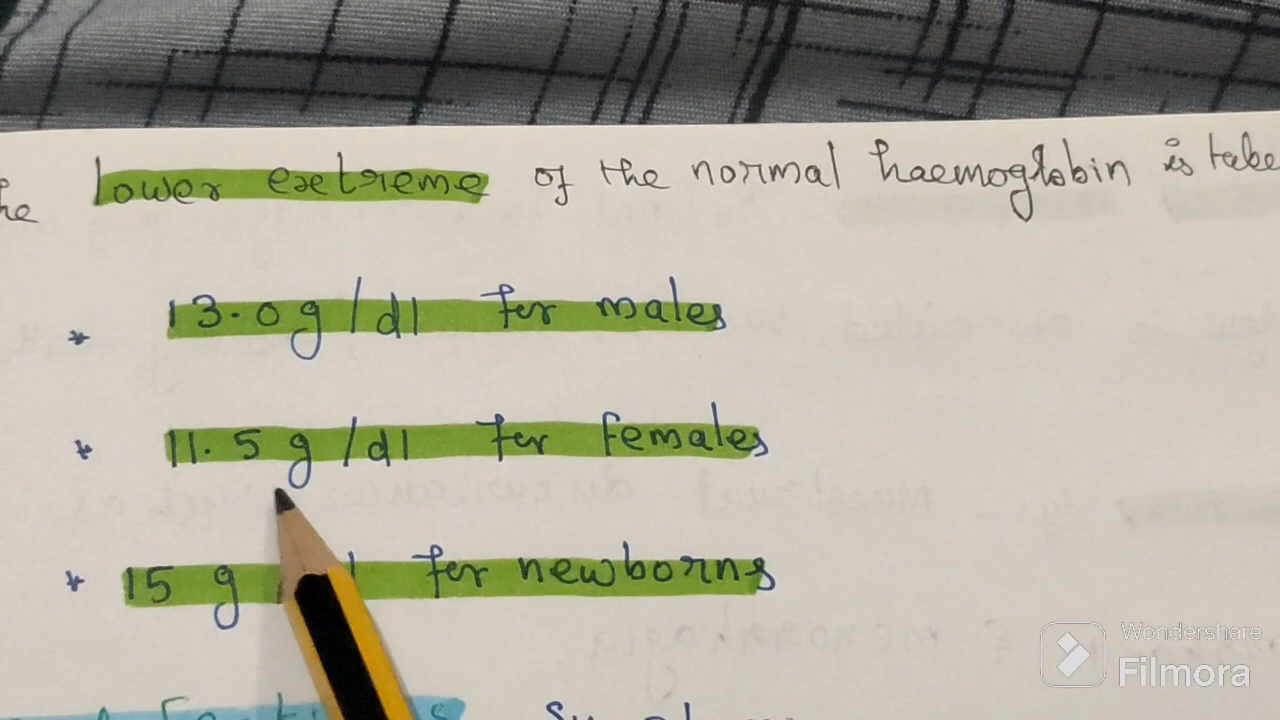 he lower extreme of the normal haemoglobin is take
* 13.0 g/dl for males
* 11.5 g/dl for females
* 15 g for newborns
Wondershare
Filmora